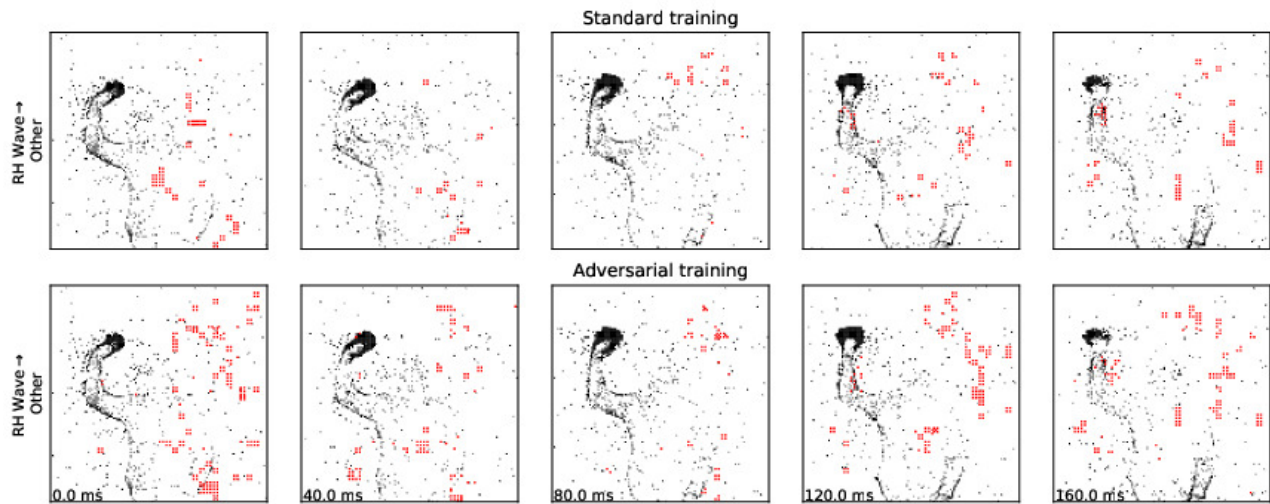 Standard training
RH Wave→
Other
Adversarial training
RH Wave→
Other
0.0 ms
40.0 ms
80.0 ms
120.0 ms
160.0 ms